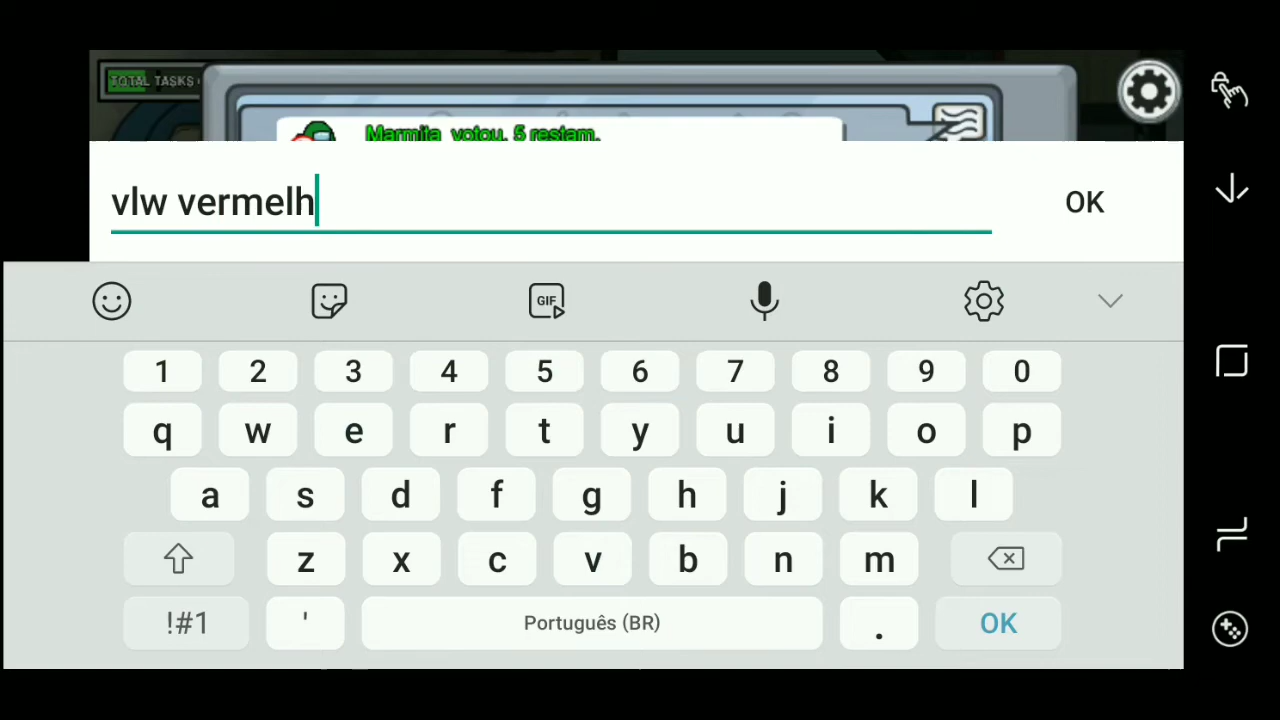 TOTAL TASKS
Marmita votou. 5 restam.
vlw vermelh
OK
GIF
1 2 3 4 5 6 7 8 9 0
q w e r t y u i o p
a s d f g h j k l
z x c v b n m
!#1 ' Português (BR) . OK